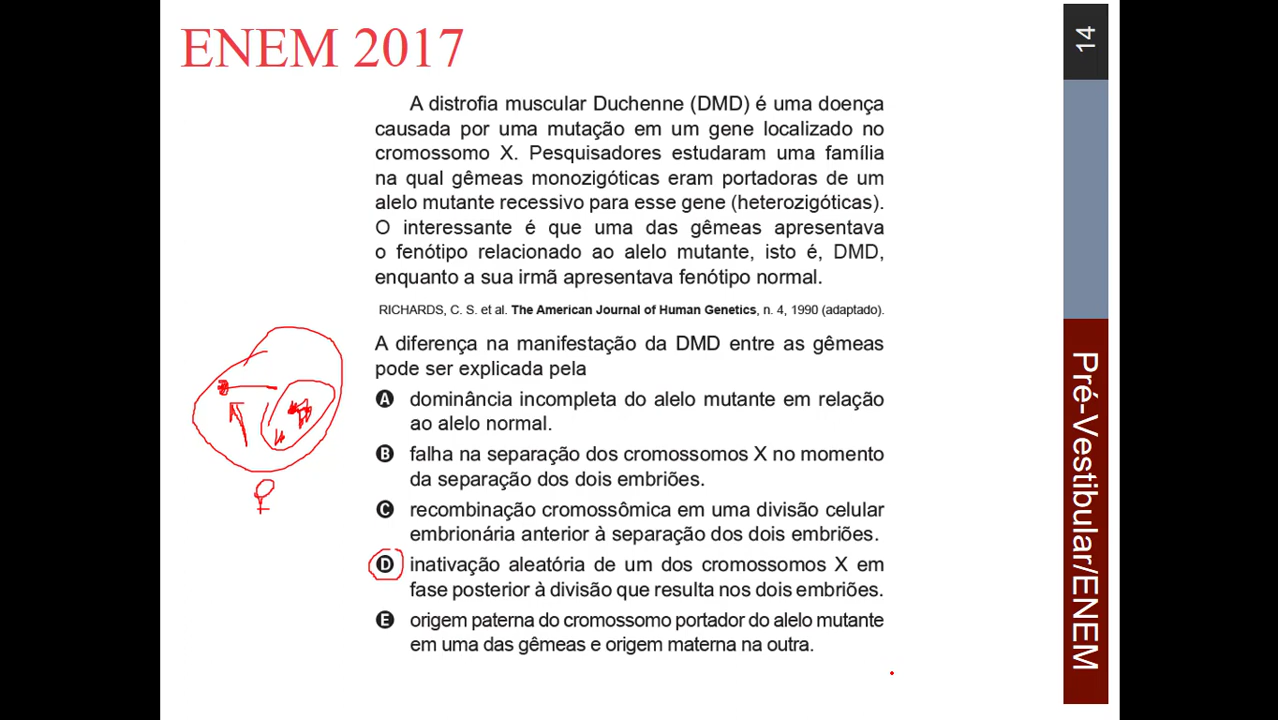 ENEM 2017
14
A distrofia muscular Duchenne (DMD) é uma doença
causada por uma mutação em um gene localizado no
cromossomo X. Pesquisadores estudaram uma família
na qual gêmeas monozigóticas eram portadoras de um
alelo mutante recessivo para esse gene (heterozigóticas).
O interessante é que uma das gêmeas apresentava
o fenótipo relacionado ao alelo mutante, isto é, DMD,
enquanto a sua irmã apresentava fenótipo normal.
RICHARDS, C. S. et al. The American Journal of Human Genetics, n. 4, 1990 (adaptado).
A diferença na manifestação da DMD entre as gêmeas
pode ser explicada pela
A dominância incompleta do alelo mutante em relação
ao alelo normal.
B falha na separação dos cromossomos X no momento
da separação dos dois embriões.
C recombinação cromossômica em uma divisão celular
embrionária anterior à separação dos dois embriões.
D inativação aleatória de um dos cromossomos X em
fase posterior à divisão que resulta nos dois embriões.
E origem paterna do cromossomo portador do alelo mutante
em uma das gêmeas e origem materna na outra.
Pré-Vestibular/ENEM